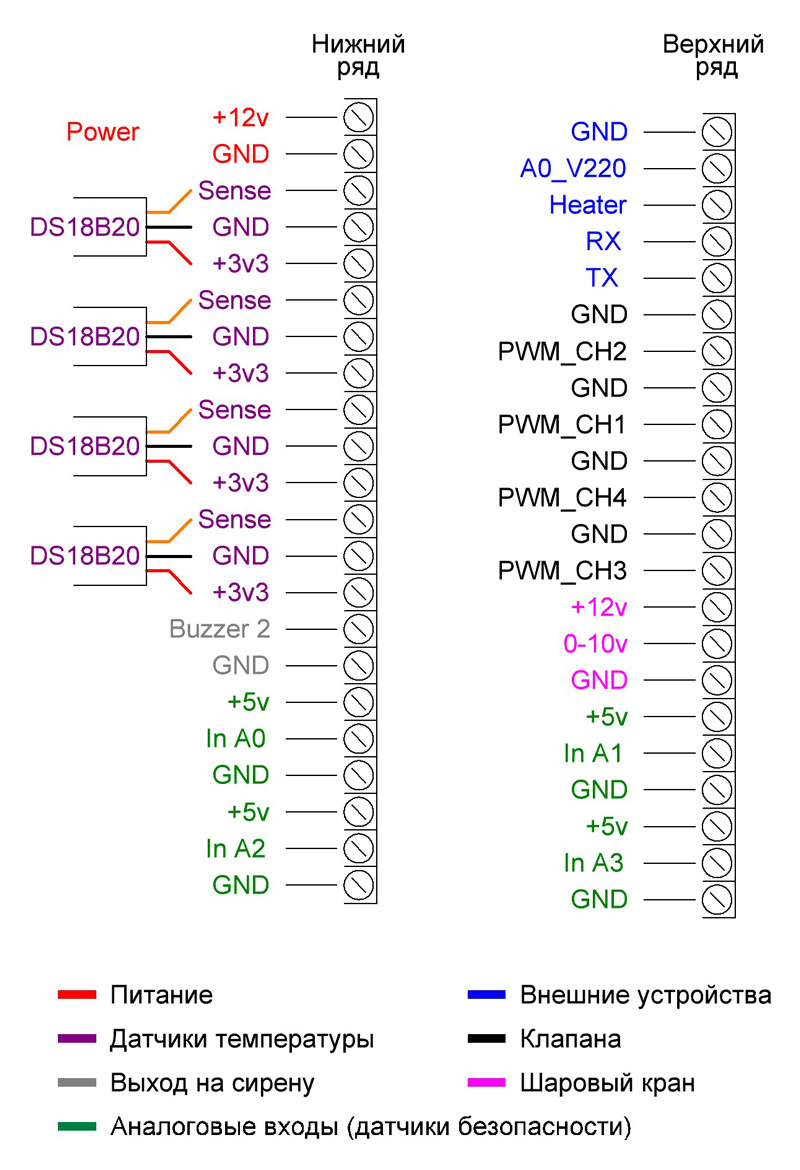 Нижний
ряд
Power
+12v
GND
Sense
DS18B20
GND
+3v3
Sense
DS18B20
GND
+3v3
Sense
DS18B20
GND
+3v3
Sense
DS18B20
GND
+3v3
Buzzer 2
GND
+5v
In A0
GND
+5v
In A2
GND
Верхний
ряд
GND
A0_V220
Heater
RX
TX
GND
PWM_CH2
GND
PWM_CH1
GND
PWM_CH4
GND
PWM_CH3
+12v
0-10v
GND
+5v
In A1
GND
+5v
In A3
GND
Питание
Датчики температуры
Выход на сирену
Аналоговые входы (датчики безопасности)
Внешние устройства
Клапана
Шаровый кран